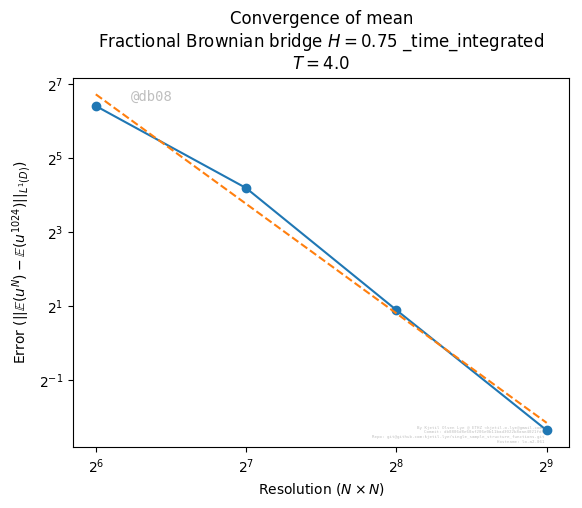 Convergence of mean
Fractional Brownian bridge H = 0.75 _time_integrated
T = 4.0
@db08
2^7
2^5
2^3
2^1
2^-1
Error (||𝔼(u^N) − 𝔼(u^1024)||_{L^1(D)})
2^6 2^7 2^8 2^9
Resolution (N × N)